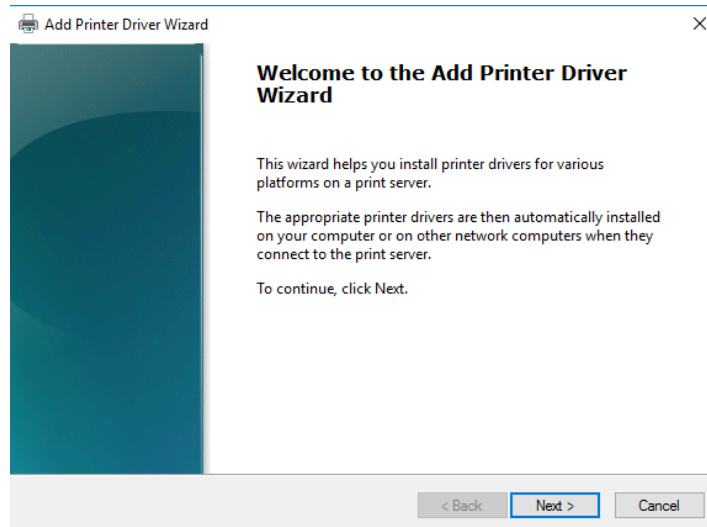 Add Printer Driver Wizard
Welcome to the Add Printer Driver
Wizard
This wizard helps you install printer drivers for various
platforms on a print server.
The appropriate printer drivers are then automatically installed
on your computer or on other network computers when they
connect to the print server.
To continue, click Next.
< Back Next > Cancel